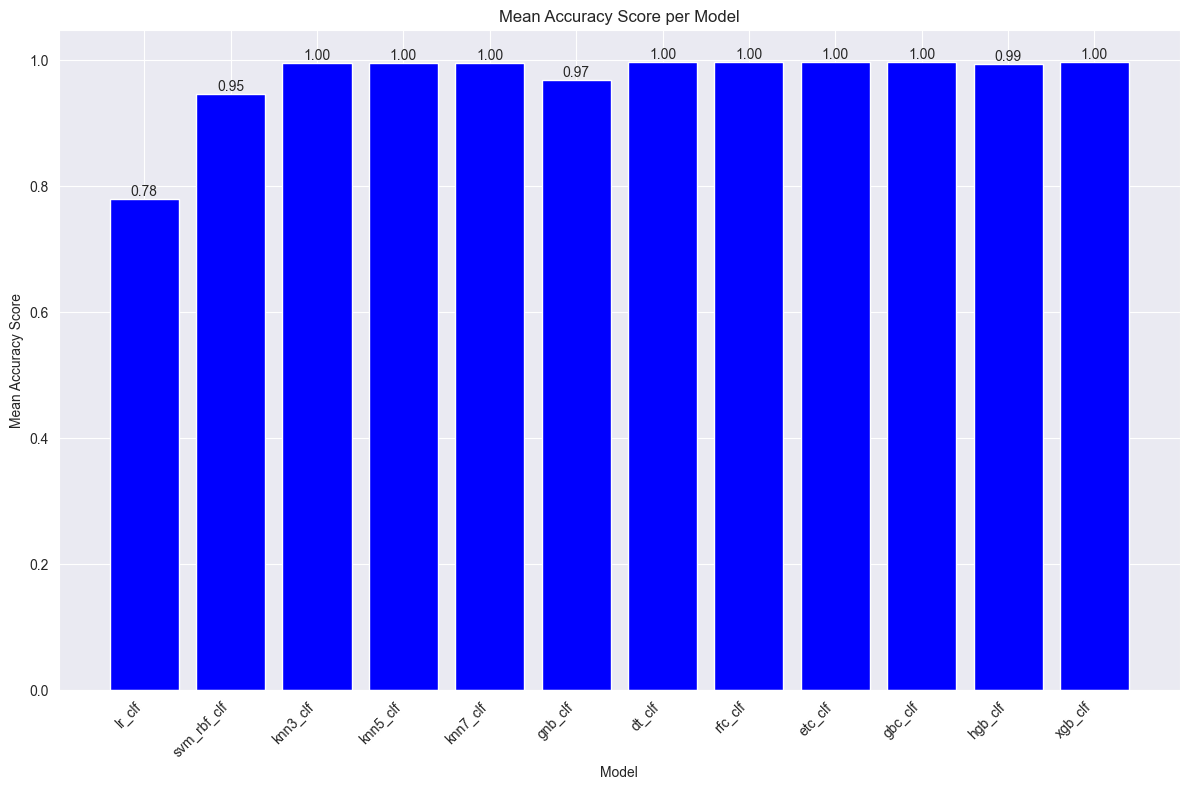 Mean Accuracy Score per Model
Mean Accuracy Score
1.0
0.8
0.6
0.4
0.2
0.0
0.78
0.95
1.00
1.00
1.00
0.97
1.00
1.00
1.00
1.00
0.99
1.00
lr_clf
svm_rbf_clf
knn3_clf
knn5_clf
knn7_clf
gnb_clf
dt_clf
rfc_clf
etc_clf
gbc_clf
hgb_clf
xgb_clf
Model